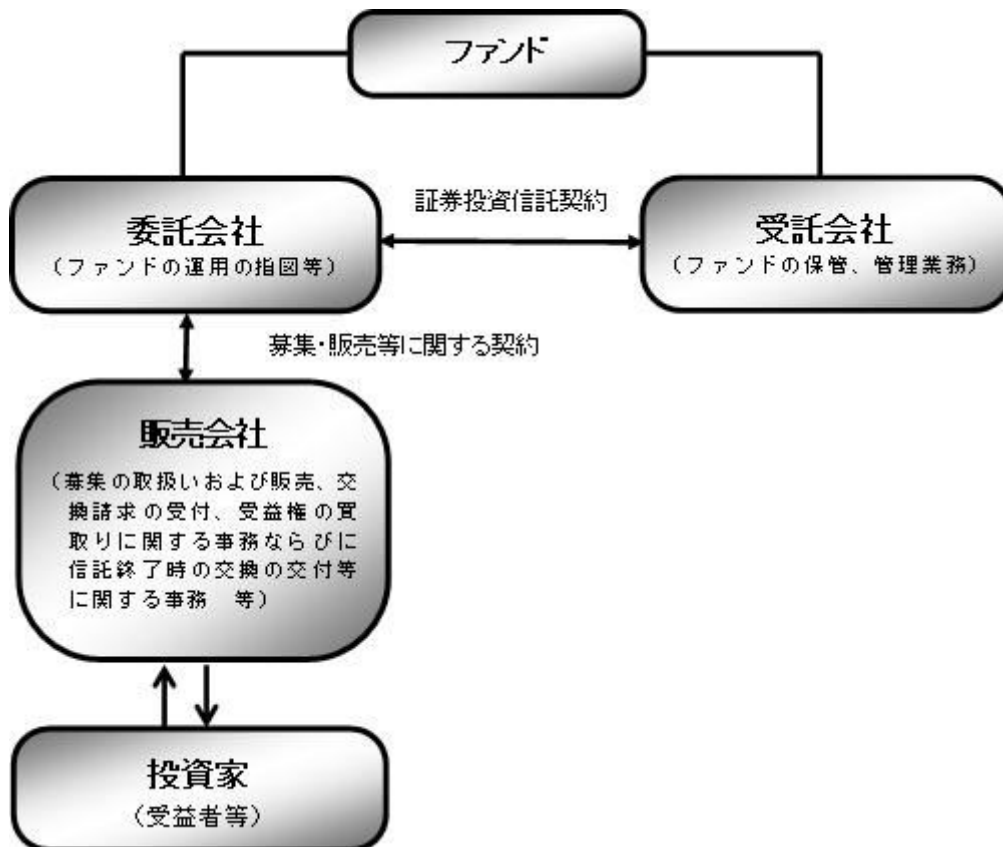 ファンド
証券投資信託契約
委託会社
(ファンドの運用の指図等)
受託会社
(ファンドの保管、管理業務)
募集・販売等に関する契約
販売会社
(募集の取扱いおよび販売、交
換請求の受付、受益権の買
取りに関する事務ならびに
信託終了時の交換の交付等
に関する事務　等)
投資家
(受益者等)